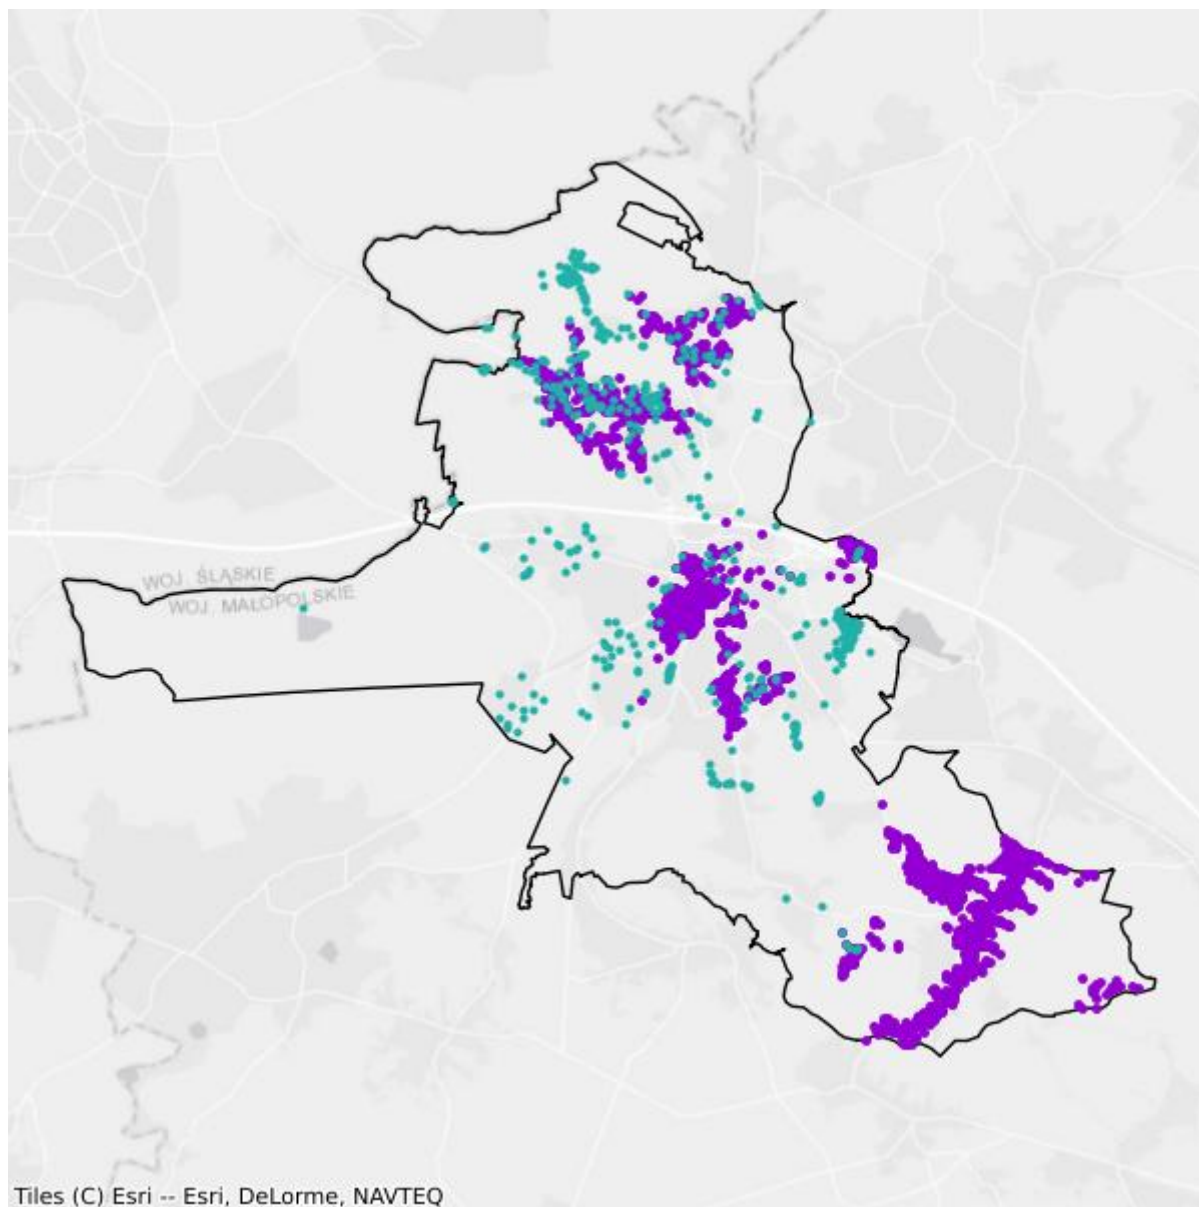 WOJ. ŚLĄSKIE
WOJ. MAŁOPOLSKIE
Tiles (C) Esri -- Esri, DeLorme, NAVTEQ